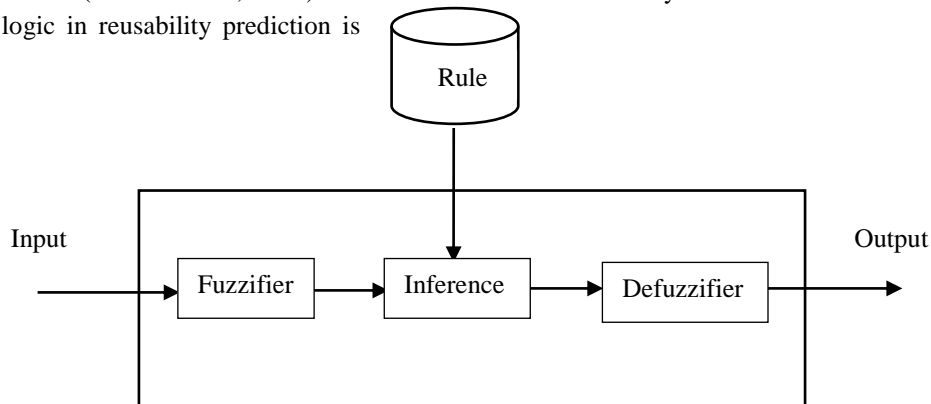 logic in reusability prediction is
Rule
Input
Output
Fuzzifier
Inference
Defuzzifier